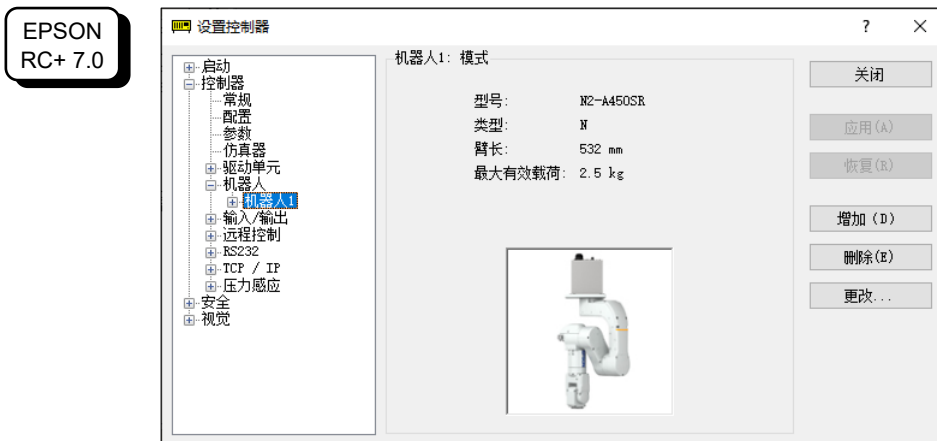 EPSON
RC+ 7.0
设置控制器
?
启动
控制器
常规
配置
参数
仿真器
驱动单元
机器人
机器人1
输入/输出
远程控制
RS232
TCP / IP
压力感应
安全
视觉
机器人1: 模式
型号: N2-A450SR
类型: N
臂长: 532 mm
最大有效载荷: 2.5 kg
关闭
应用(A)
恢复(R)
增加 (D)
删除(E)
更改...